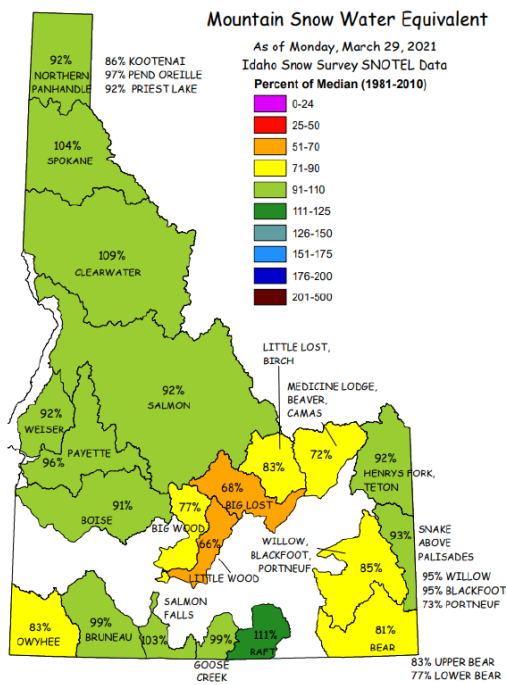 Mountain Snow Water Equivalent
As of Monday, March 29, 2021
Idaho Snow Survey SNOTEL Data
Percent of Median (1981-2010)
0-24
25-50
51-70
71-90
91-110
111-125
126-150
151-175
176-200
201-500
92%
NORTHERN
PANHANDLE
86% KOOTENAI
97% PEND OREILLE
92% PRIEST LAKE
104%
SPOKANE
109%
CLEARWATER
LITTLE LOST,
BIRCH
MEDICINE LODGE,
BEAVER,
CAMAS
92%
SALMON
92%
WEISER
PAYETTE
96%
83%
72%
92%
HENRYS FORK,
TETON
68%
BIG LOST
77%
BIG WOOD
91%
BOISE
66%
LITTLE WOOD
WILLOW,
BLACKFOOT,
PORTNEUF
93%
SNAKE
ABOVE
PALISADES
85%
95% WILLOW
95% BLACKFOOT
73% PORTNEUF
SALMON
FALLS
83%
OWYHEE
99%
BRUNEAU
103%
99%
GOOSE
CREEK
111%
RAFT
81%
BEAR
83% UPPER BEAR
77% LOWER BEAR